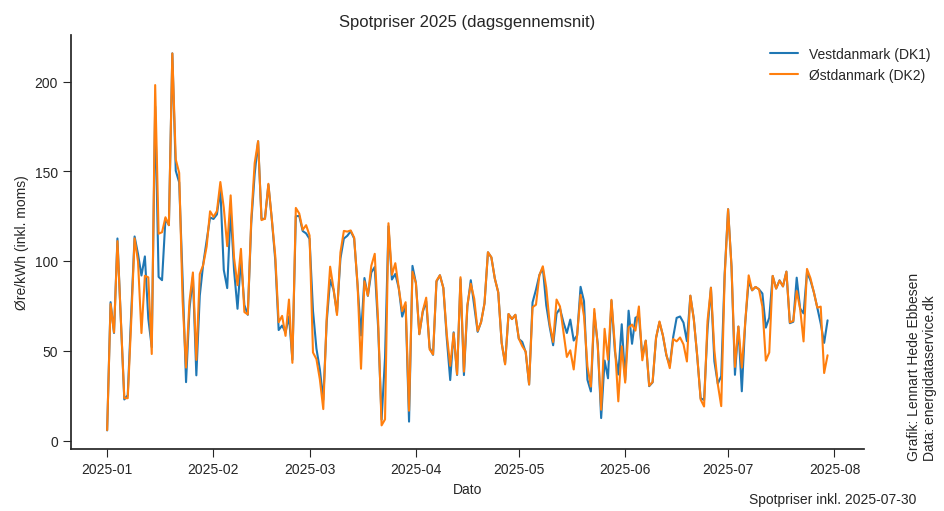 Spotpriser 2025 (dagsgennemsnit)
Vestdanmark (DK1)
Østdanmark (DK2)
Øre/kWh (inkl. moms)
200
150
100
50
0
2025-01
2025-02
2025-03
2025-04
2025-05
2025-06
2025-07
2025-08
Dato
Grafik: Lennart Hede Ebbesen
Data: energidataservice.dk
Spotpriser inkl. 2025-07-30